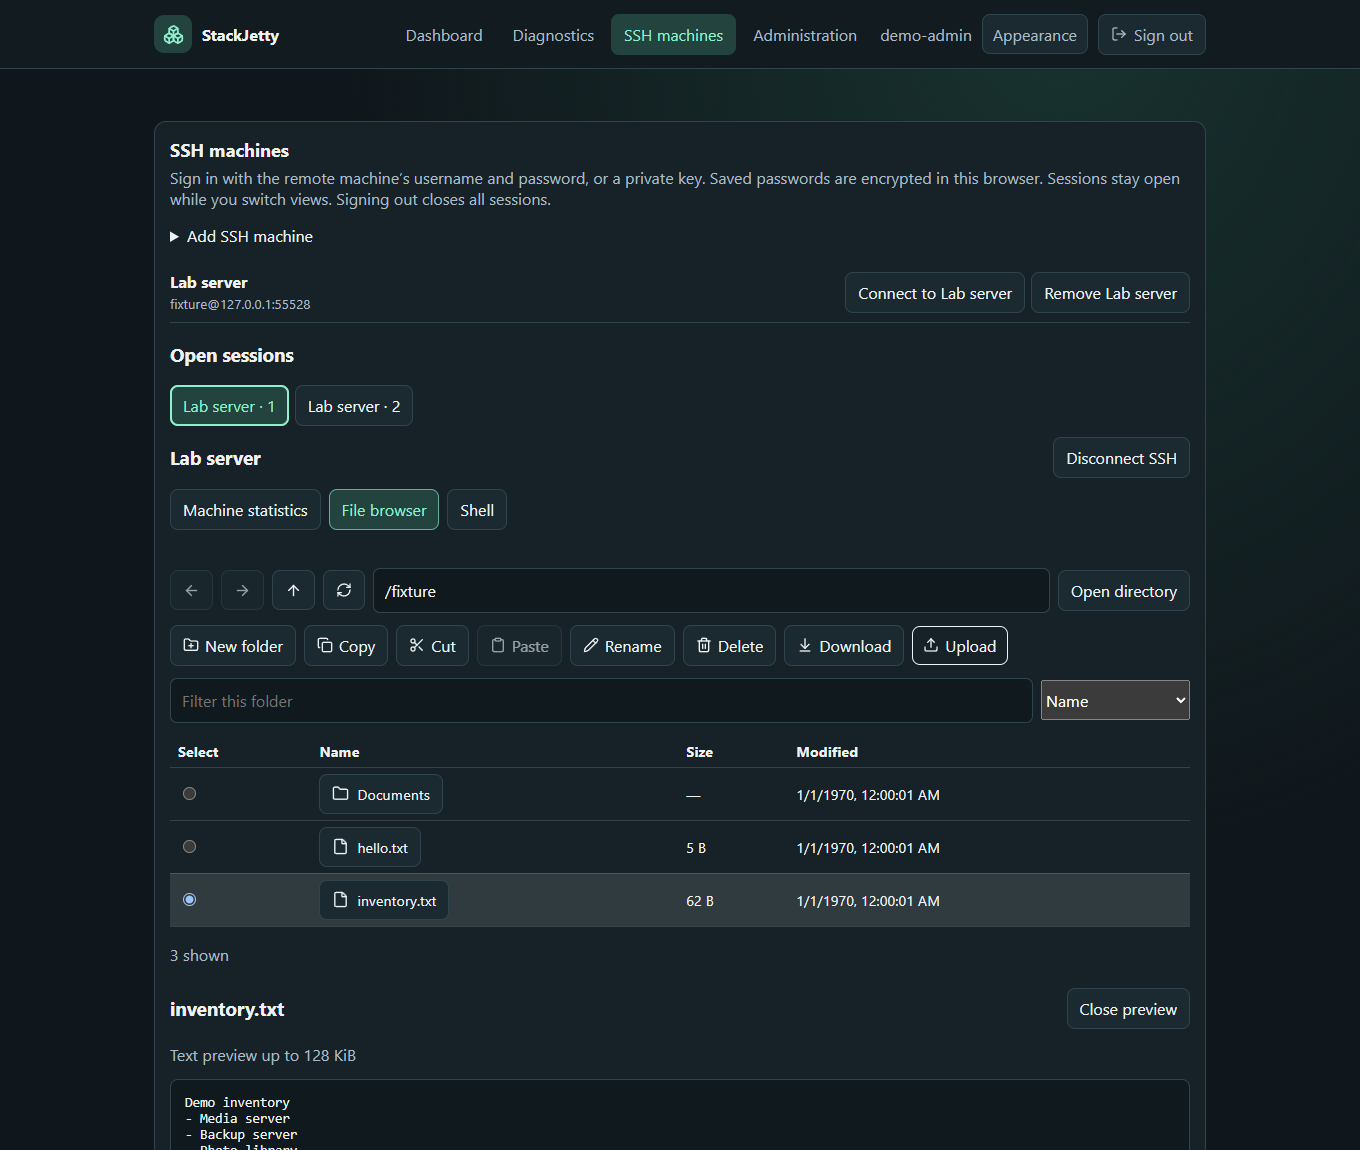 StackJetty
Dashboard
Diagnostics
SSH machines
Administration
demo-admin
Appearance
Sign out
SSH machines
Sign in with the remote machine’s username and password, or a private key. Saved passwords are encrypted in this browser. Sessions stay open
while you switch views. Signing out closes all sessions.
Add SSH machine
Lab server
fixture@127.0.0.1:55528
Connect to Lab server
Remove Lab server
Open sessions
Lab server · 1
Lab server · 2
Lab server
Disconnect SSH
Machine statistics
File browser
Shell
/fixture
Open directory
New folder
Copy
Cut
Paste
Rename
Delete
Download
Upload
Filter this folder
Name
Select Name Size Modified
Documents — 1/1/1970, 12:00:01 AM
hello.txt 5 B 1/1/1970, 12:00:01 AM
inventory.txt 62 B 1/1/1970, 12:00:01 AM
3 shown
inventory.txt
Close preview
Text preview up to 128 KiB
Demo inventory
- Media server
- Backup server
- Photo library